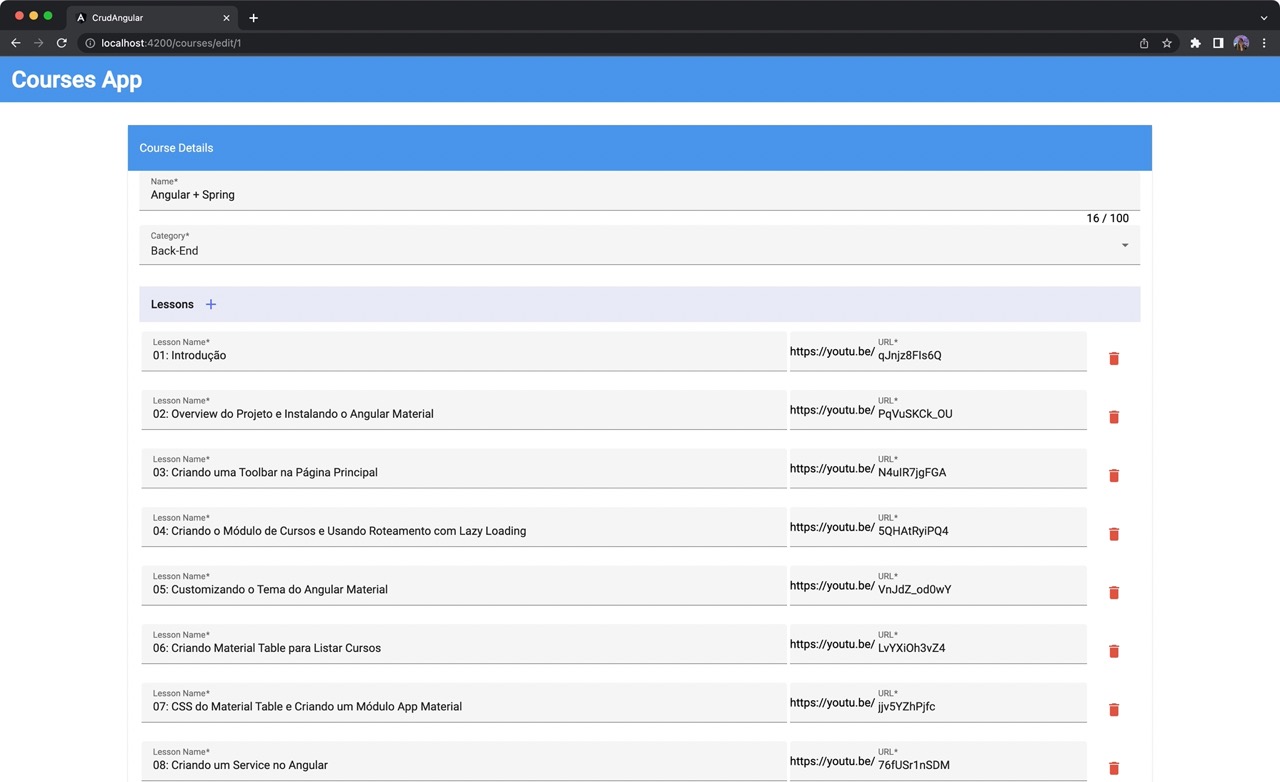 CrudAngular
localhost:4200/courses/edit/1
Courses App
Course Details
Name*
Angular + Spring
16 / 100
Category*
Back-End
Lessons +
Lesson Name*
01: Introdução
https://youtu.be/
URL*
qJnjz8FIs6Q
Lesson Name*
02: Overview do Projeto e Instalando o Angular Material
https://youtu.be/
URL*
PqVuSKCk_OU
Lesson Name*
03: Criando uma Toolbar na Página Principal
https://youtu.be/
URL*
N4uIR7jgFGA
Lesson Name*
04: Criando o Módulo de Cursos e Usando Roteamento com Lazy Loading
https://youtu.be/
URL*
5QHAtRyiPQ4
Lesson Name*
05: Customizando o Tema do Angular Material
https://youtu.be/
URL*
VnJdZ_od0wY
Lesson Name*
06: Criando Material Table para Listar Cursos
https://youtu.be/
URL*
LvYXiOh3vZ4
Lesson Name*
07: CSS do Material Table e Criando um Módulo App Material
https://youtu.be/
URL*
jjv5YZhPjfc
Lesson Name*
08: Criando um Service no Angular
https://youtu.be/
URL*
76fUSr1nSDM